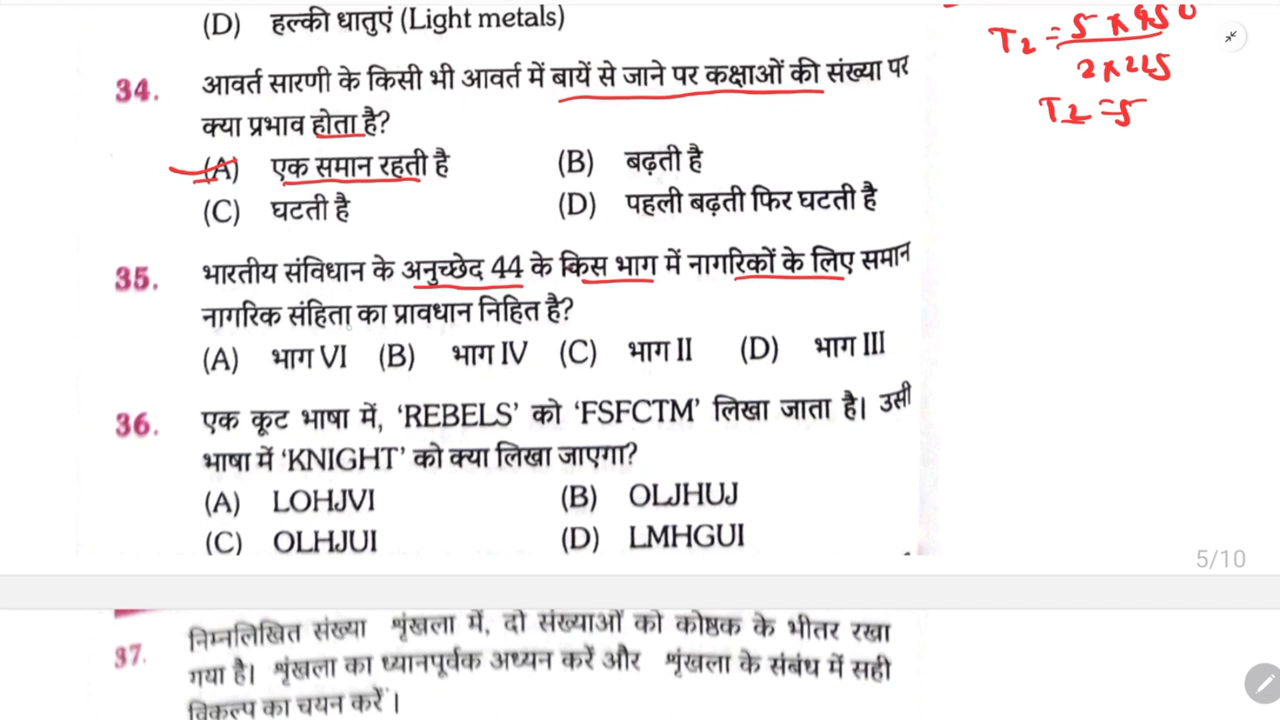 (D) हल्की धातुएं (Light metals)
T2 = 5 x 450
2 x 225
T2 = 5
34. आवर्त सारणी के किसी भी आवर्त में बायें से जाने पर कक्षाओं की संख्या पर
क्या प्रभाव होता है?
(A) एक समान रहती है (B) बढ़ती है
(C) घटती है (D) पहली बढ़ती फिर घटती है
35. भारतीय संविधान के अनुच्छेद 44 के किस भाग में नागरिकों के लिए समान
नागरिक संहिता का प्रावधान निहित है?
(A) भाग VI (B) भाग IV (C) भाग II (D) भाग III
36. एक कूट भाषा में, ‘REBELS’ को ‘FSFCTM’ लिखा जाता है। उसी
भाषा में ‘KNIGHT’ को क्या लिखा जाएगा?
(A) LOHJVI (B) OLJHUJ
(C) OLHJUI (D) LMHGUI
5/10
37. निम्नलिखित संख्या शृंखला में, दो संख्याओं को कोष्ठक के भीतर रखा
गया है। शृंखला का ध्यानपूर्वक अध्यन करें और शृंखला के संबंध में सही
विकल्प का चयन करें।